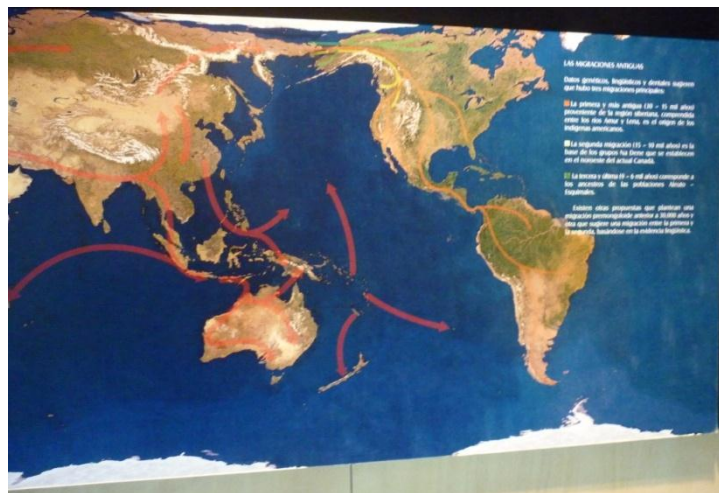 LAS MIGRACIONES ANTIGUAS
Datos genéticos, lingüísticos y dentales sugieren
que hubo tres migraciones principales:
La primera y más antigua (30 – 15 mil años)
proveniente de la región siberiana, comprendida
entre los ríos Amur y Lena, es el origen de los
indígenas americanos.
La segunda migración (15 – 10 mil años) es la
base de los grupos Na Dene que se establecen
en el noroeste del actual Canadá.
La tercera y última (9 – 6 mil años) corresponde a
los ancestros de las poblaciones Aleuto –
Esquimales.
Existen otras propuestas que plantean una
migración premongoloide anterior a 30,000 años y
otra que sugiere una migración entre la primera y
la segunda, basándose en la evidencia lingüística.